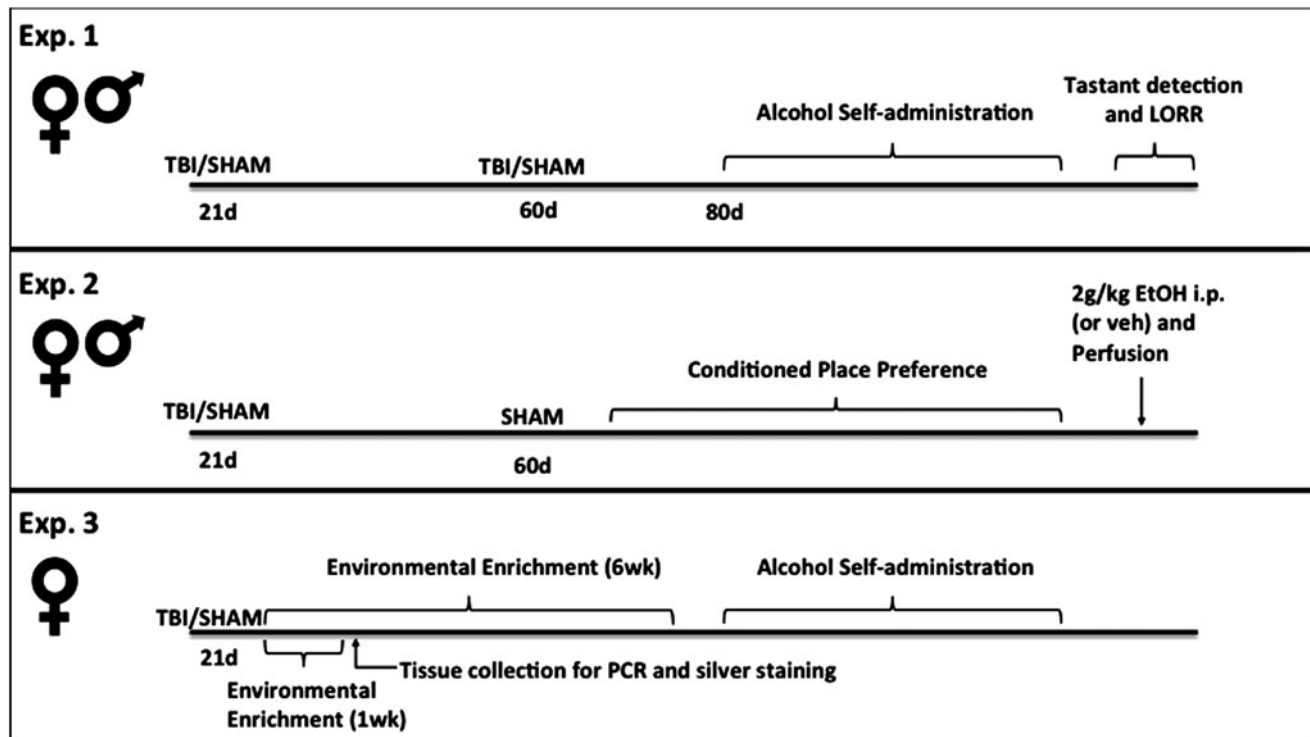 Exp. 1
Tastant detection
and LORR
Alcohol Self-administration
TBI/SHAM
TBI/SHAM
21d
60d
80d
Exp. 2
2g/kg EtOH i.p.
(or veh) and
Perfusion
Conditioned Place Preference
TBI/SHAM
SHAM
21d
60d
Exp. 3
Environmental Enrichment (6wk)
Alcohol Self-administration
TBI/SHAM
21d
Tissue collection for PCR and silver staining
Environmental
Enrichment (1wk)